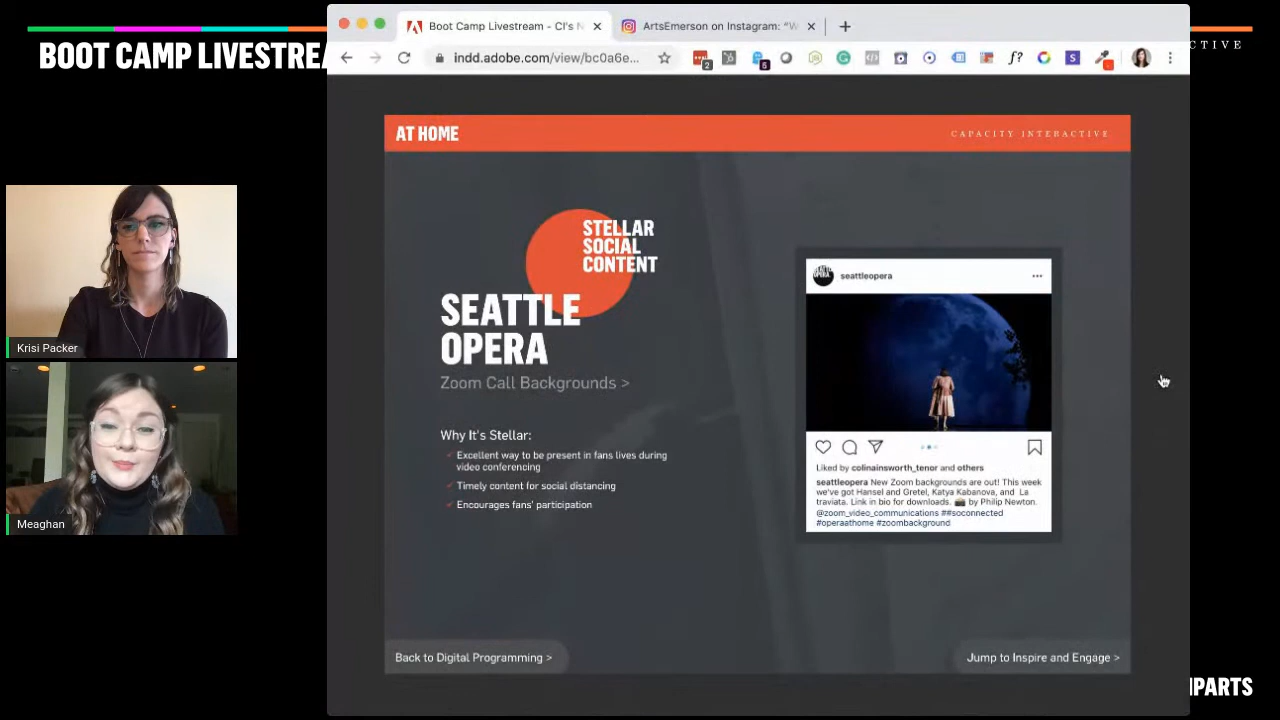 BOOT CAMP LIVESTREA
CTIVE
Boot Camp Livestream - CI's N
ArtsEmerson on Instagram: "W
indd.adobe.com/view/bc0a6e...
2
5
f?
S
AT HOME
CAPACITY INTERACTIVE
STELLAR
SOCIAL
CONTENT
SEATTLE
OPERA
Zoom Call Backgrounds >
Why It's Stellar:
Excellent way to be present in fans lives during
video conferencing
Timely content for social distancing
Encourages fans' participation
SEATTLE
OPERA
seattleopera
Liked by colinainsworth_tenor and others
seattleopera New Zoom backgrounds are out! This week
we've got Hansel and Gretel, Katya Kabanova, and La
traviata. Link in bio for downloads. 📸 by Philip Newton.
@zoom_video_communications ##soconnected
#operaathome #zoombackground
Back to Digital Programming >
Jump to Inspire and Engage >
Krisi Packer
Meaghan
IPARTS